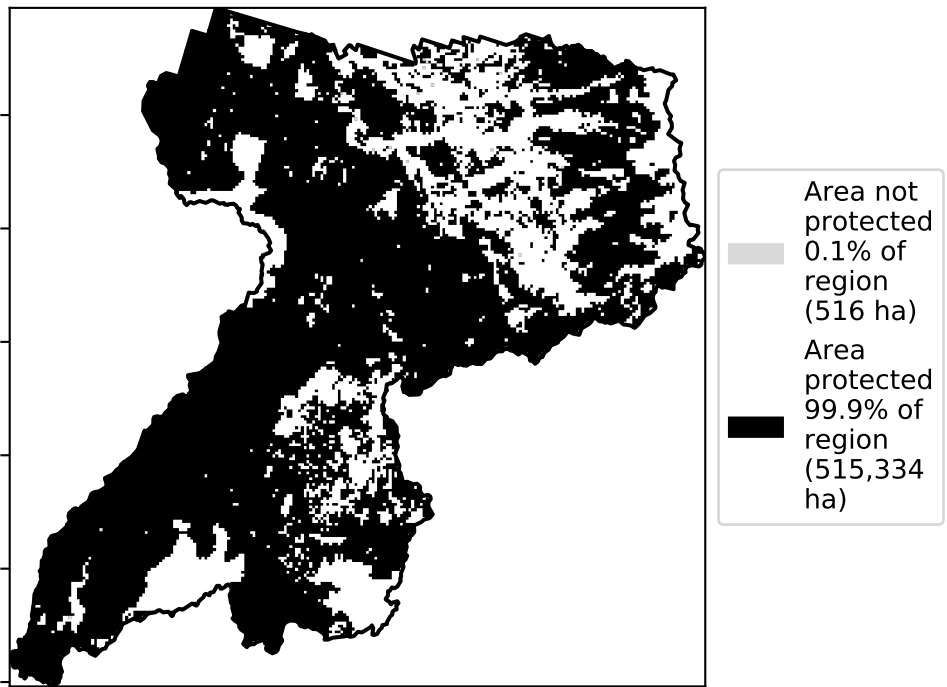 Area not
protected
0.1% of
region
(516 ha)
Area
protected
99.9% of
region
(515,334
ha)